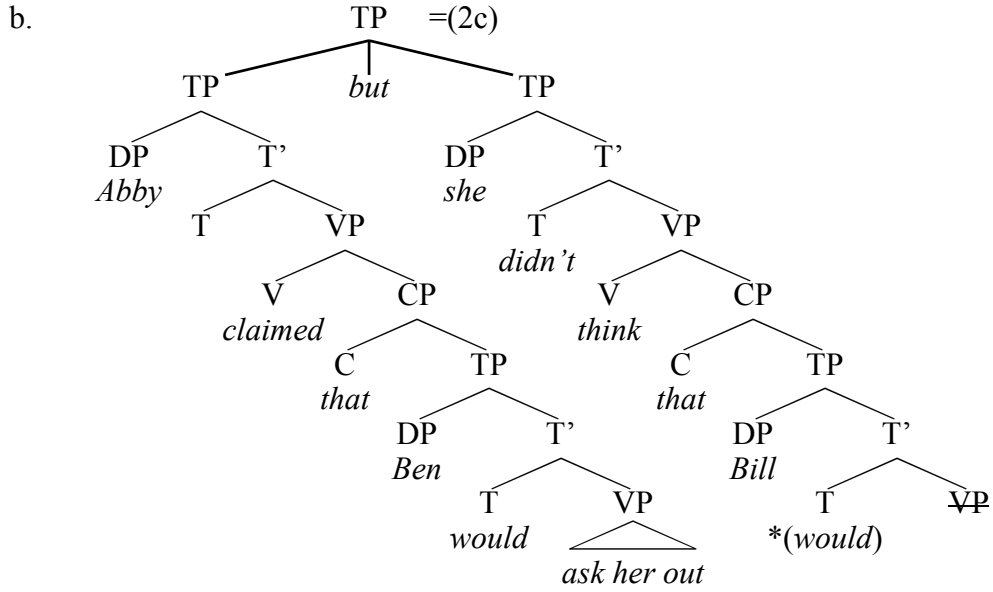 b. TP =(2c)
TP but TP
DP T’ DP T’
Abby she
T VP T VP
didn’t
V CP V CP
claimed think
C TP C TP
that that
DP T’ DP T’
Ben Bill
T VP T VP
would *(would)
ask her out